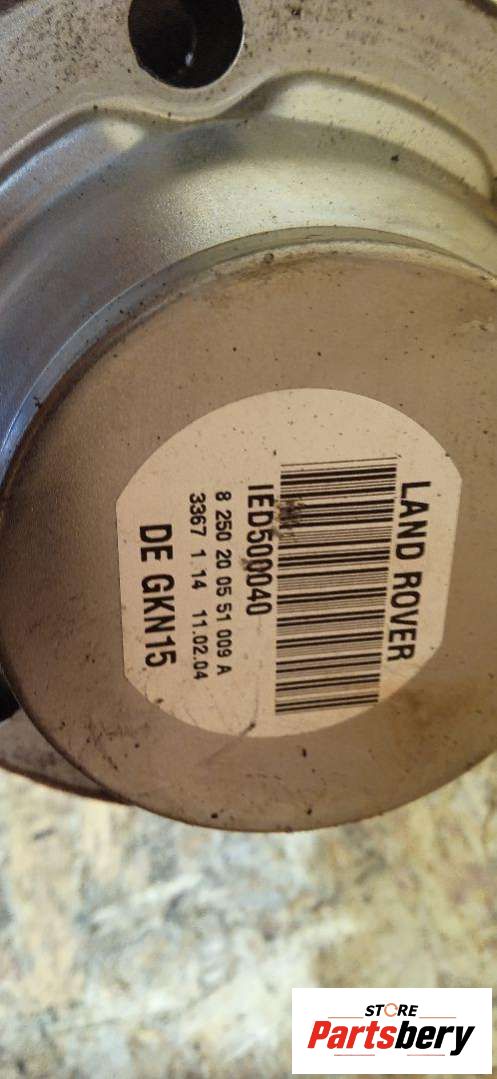 LAND ROVER
IED500040
8 250 20 05 51 009 A
3367 1.14 11.02.04
DE GKN15
STORE
Partsbery